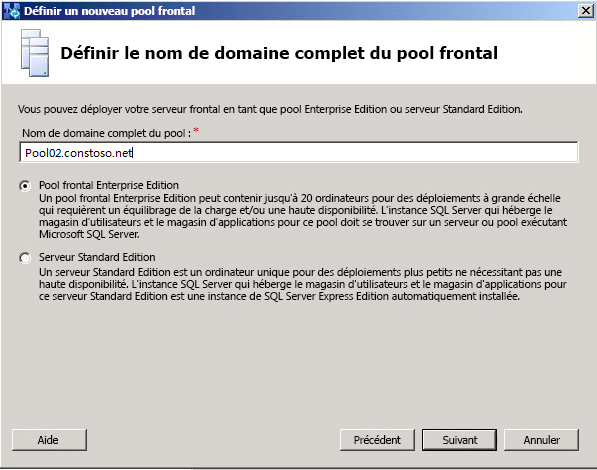 Définir un nouveau pool frontal
Définir le nom de domaine complet du pool frontal
Vous pouvez déployer votre serveur frontal en tant que pool Enterprise Edition ou serveur Standard Edition.
Nom de domaine complet du pool : *
Pool02.constoso.net
Pool frontal Enterprise Edition
Un pool frontal Enterprise Edition peut contenir jusqu'à 20 ordinateurs pour des déploiements à grande échelle
qui requièrent un équilibrage de la charge et/ou une haute disponibilité. L'instance SQL Server qui héberge le
magasin d'utilisateurs et le magasin d'applications pour ce pool doit se trouver sur un serveur ou pool exécutant
Microsoft SQL Server.
Serveur Standard Edition
Un serveur Standard Edition est un ordinateur unique pour des déploiements plus petits ne nécessitant pas une
haute disponibilité. L'instance SQL Server qui héberge le magasin d'utilisateurs et le magasin d'applications pour
ce serveur Standard Edition est une instance de SQL Server Express Edition automatiquement installée.
Aide
Précédent
Suivant
Annuler